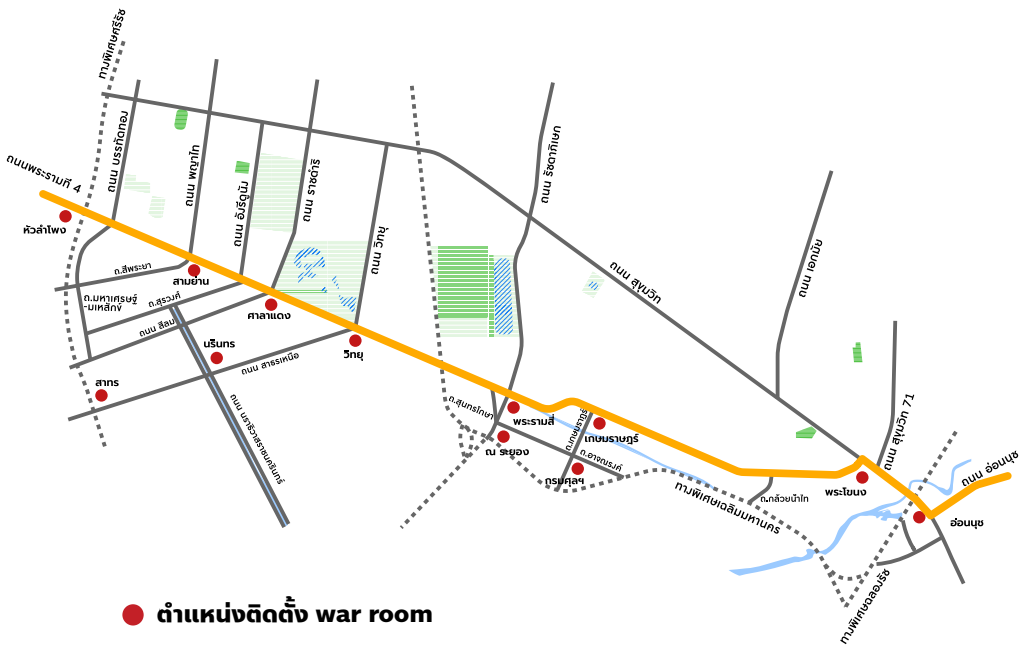 ทางพิเศษศรีรัช
ถนนพระรามที่ 4
ถนน บรรทัดทอง
ถนน พญาไท
ถนน อังรีดูนัง
ถนน ราชดำริ
ถนน วิทยุ
ถนน รัชดาภิเษก
ถนน สุขุมวิท
ถนน เอกมัย
ถนน สุขุมวิท 71
ถนน อ่อนนุช
หัวลำโพง
ถ.สี่พระยา
สามย่าน
ถ.มหาเศรษฐ์
-มเหสักข์
ถ.สุรวงศ์
ศาลาแดง
ถนน สีลม
นรินทร
ถนน สาธรเหนือ
วิทยุ
สาทร
ถนน นราธิวาสราชนครินทร์
ถ.สุนทรโกษา
พระรามสี่
ณ ระนอง
ถ.เกษมราษฎร์
เกษมราษฎร์
ถ.อาจณรงค์
กรมศุลฯ
ทางพิเศษเฉลิมมหานคร
ถ.กล้วยน้ำไท
พระโขนง
อ่อนนุช
ทางพิเศษฉลองรัช
ตำแหน่งติดตั้ง war room